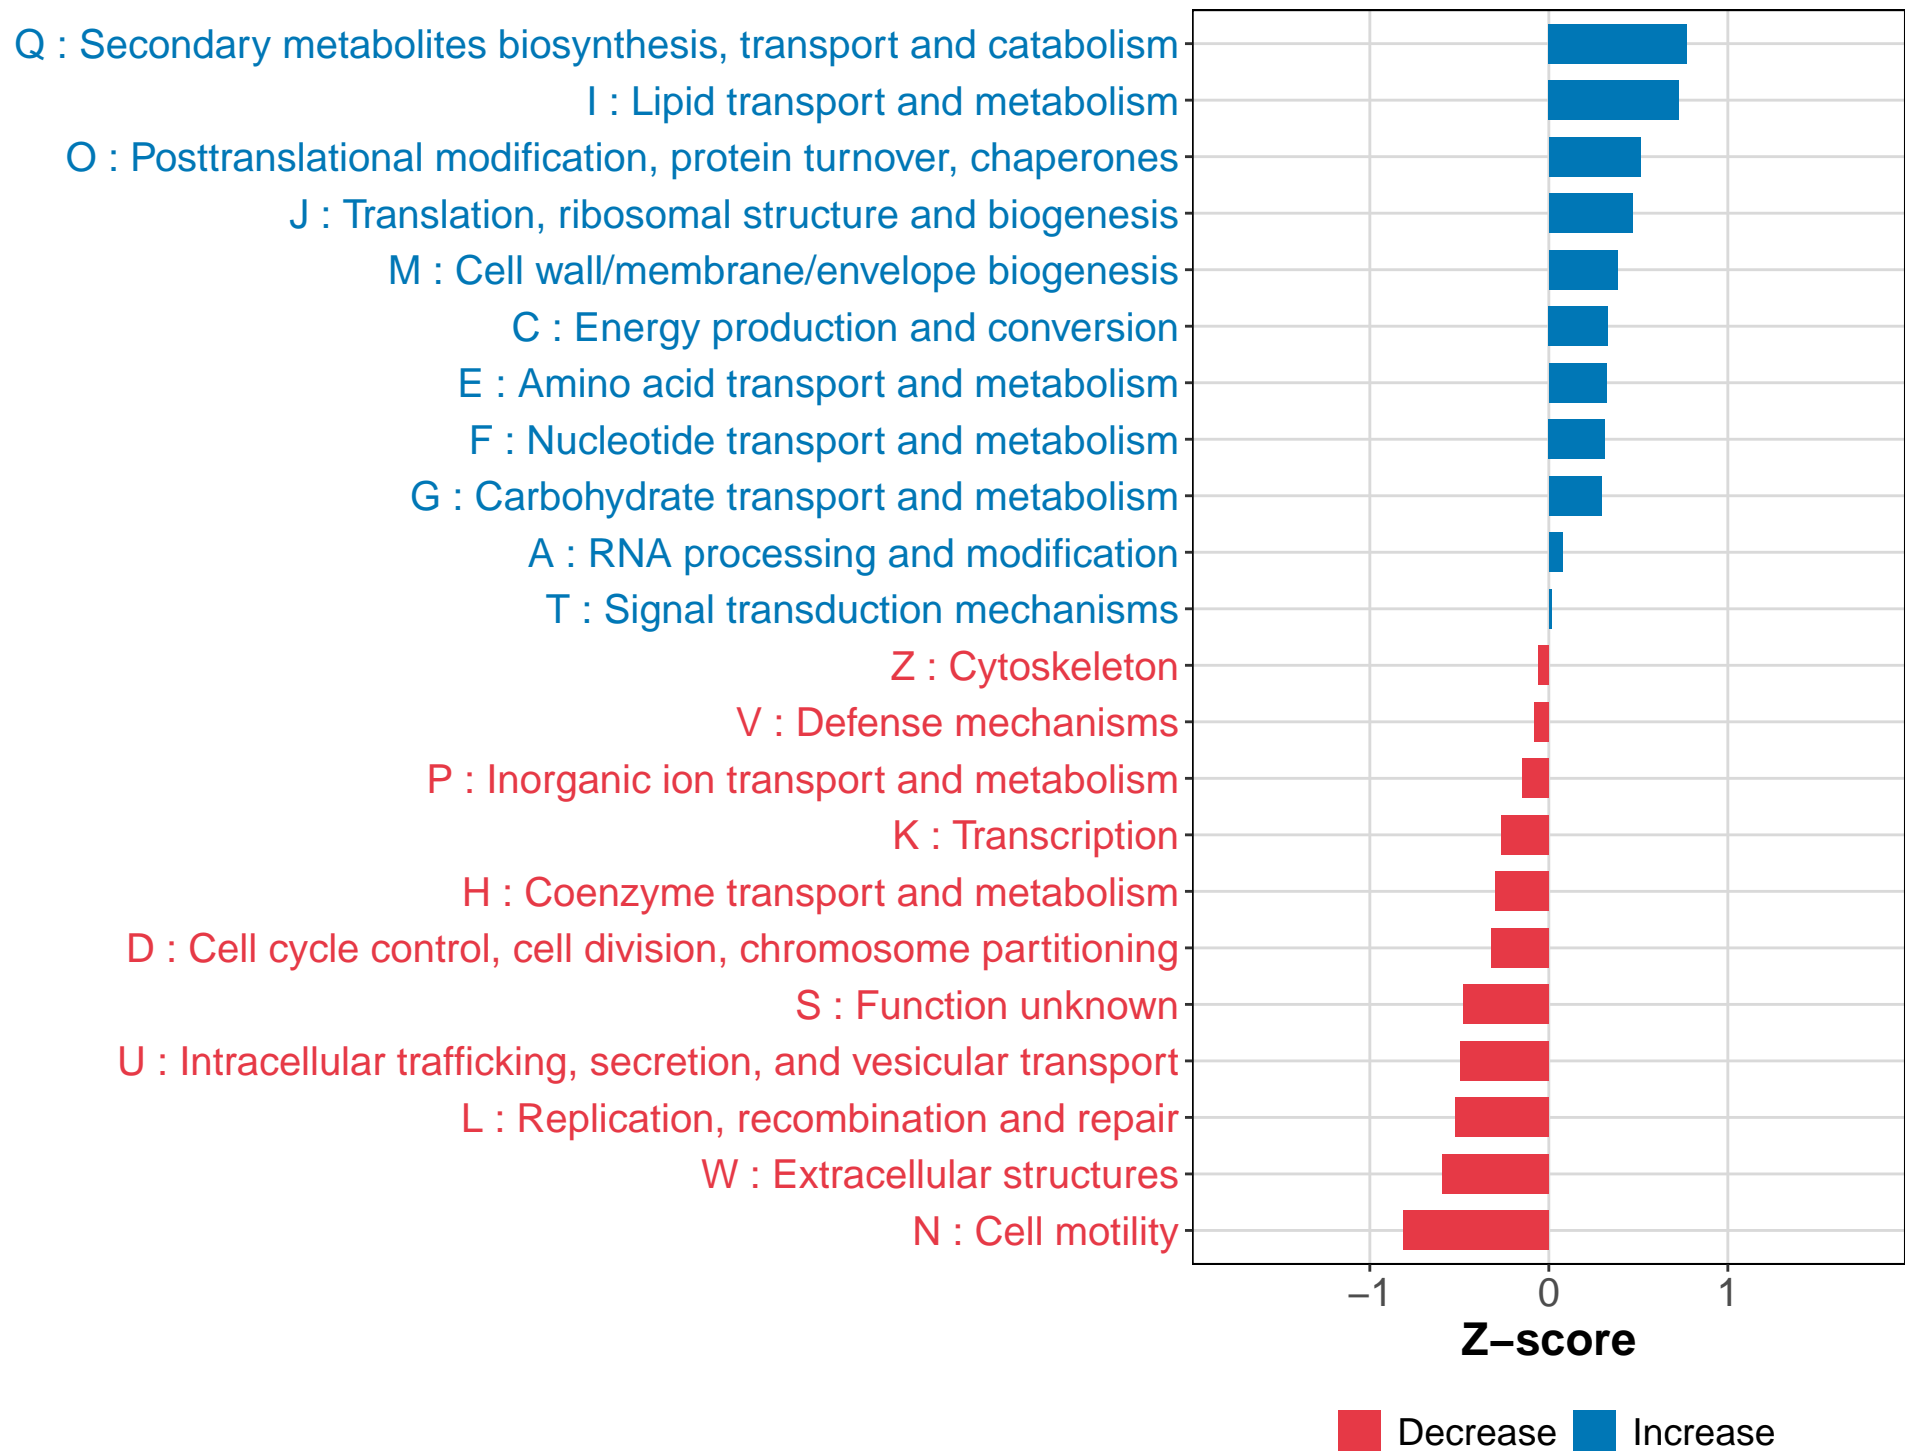 Q : Secondary metabolites biosynthesis, transport and catabolism
I : Lipid transport and metabolism
O : Posttranslational modification, protein turnover, chaperones
J : Translation, ribosomal structure and biogenesis
M : Cell wall/membrane/envelope biogenesis
C : Energy production and conversion
E : Amino acid transport and metabolism
F : Nucleotide transport and metabolism
G : Carbohydrate transport and metabolism
A : RNA processing and modification
T : Signal transduction mechanisms
Z : Cytoskeleton
V : Defense mechanisms
P : Inorganic ion transport and metabolism
K : Transcription
H : Coenzyme transport and metabolism
D : Cell cycle control, cell division, chromosome partitioning
S : Function unknown
U : Intracellular trafficking, secretion, and vesicular transport
L : Replication, recombination and repair
W : Extracellular structures
N : Cell motility
−1 0 1
Z−score
Decrease Increase